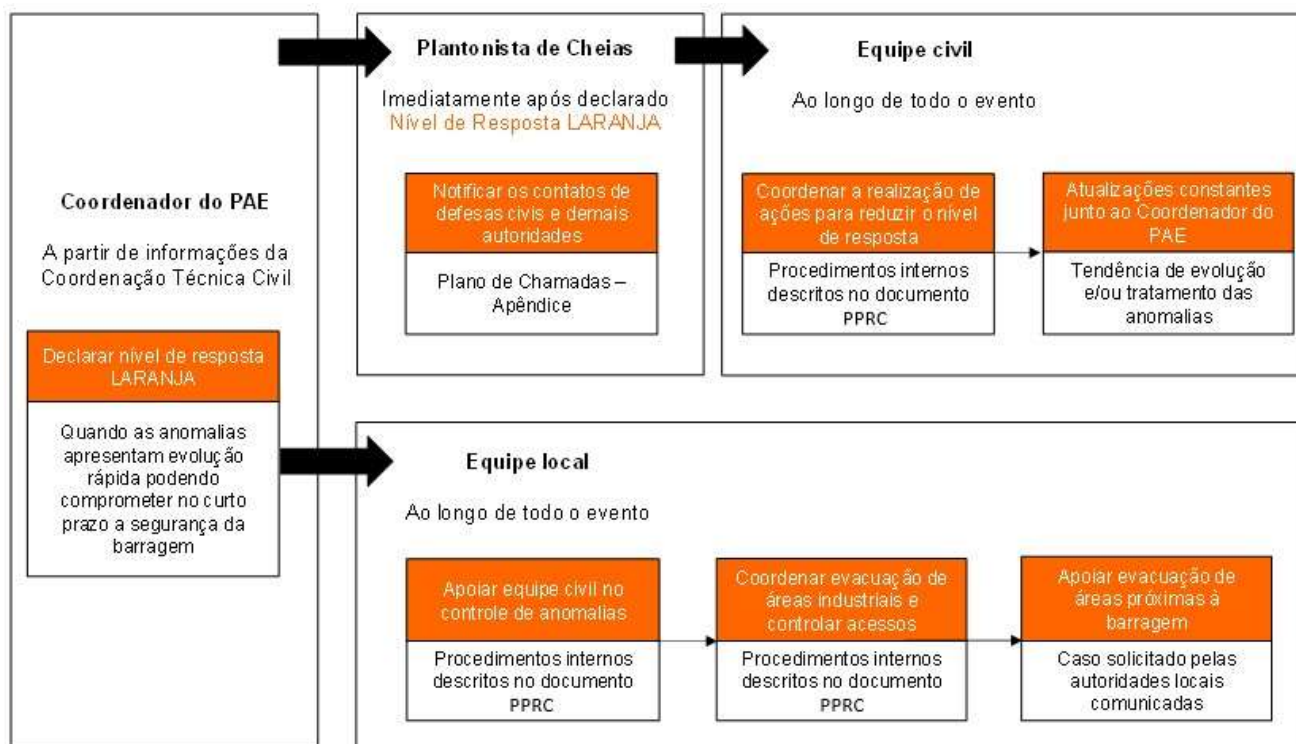 Coordenador do PAE
A partir de informações da
Coordenação Técnica Civil
Declarar nível de resposta
LARANJA
Quando as anomalias
apresentam evolução
rápida podendo
comprometer no curto
prazo a segurança da
barragem
Plantonista de Cheias
Imediatamente após declarado
Nível de Resposta LARANJA
Notificar os contatos de
defesas civis e demais
autoridades
Plano de Chamadas –
Apêndice
Equipe civil
Ao longo de todo o evento
Coordenar a realização de
ações para reduzir o nível
de resposta
Procedimentos internos
descritos no documento
PPRC
Atualizações constantes
junto ao Coordenador do
PAE
Tendência de evolução
e/ou tratamento das
anomalias
Equipe local
Ao longo de todo o evento
Apoiar equipe civil no
controle de anomalias
Procedimentos internos
descritos no documento
PPRC
Coordenar evacuação de
áreas industriais e
controlar acessos
Procedimentos internos
descritos no documento
PPRC
Apoiar evacuação de
áreas próximas à
barragem
Caso solicitado pelas
autoridades locais
comunicadas